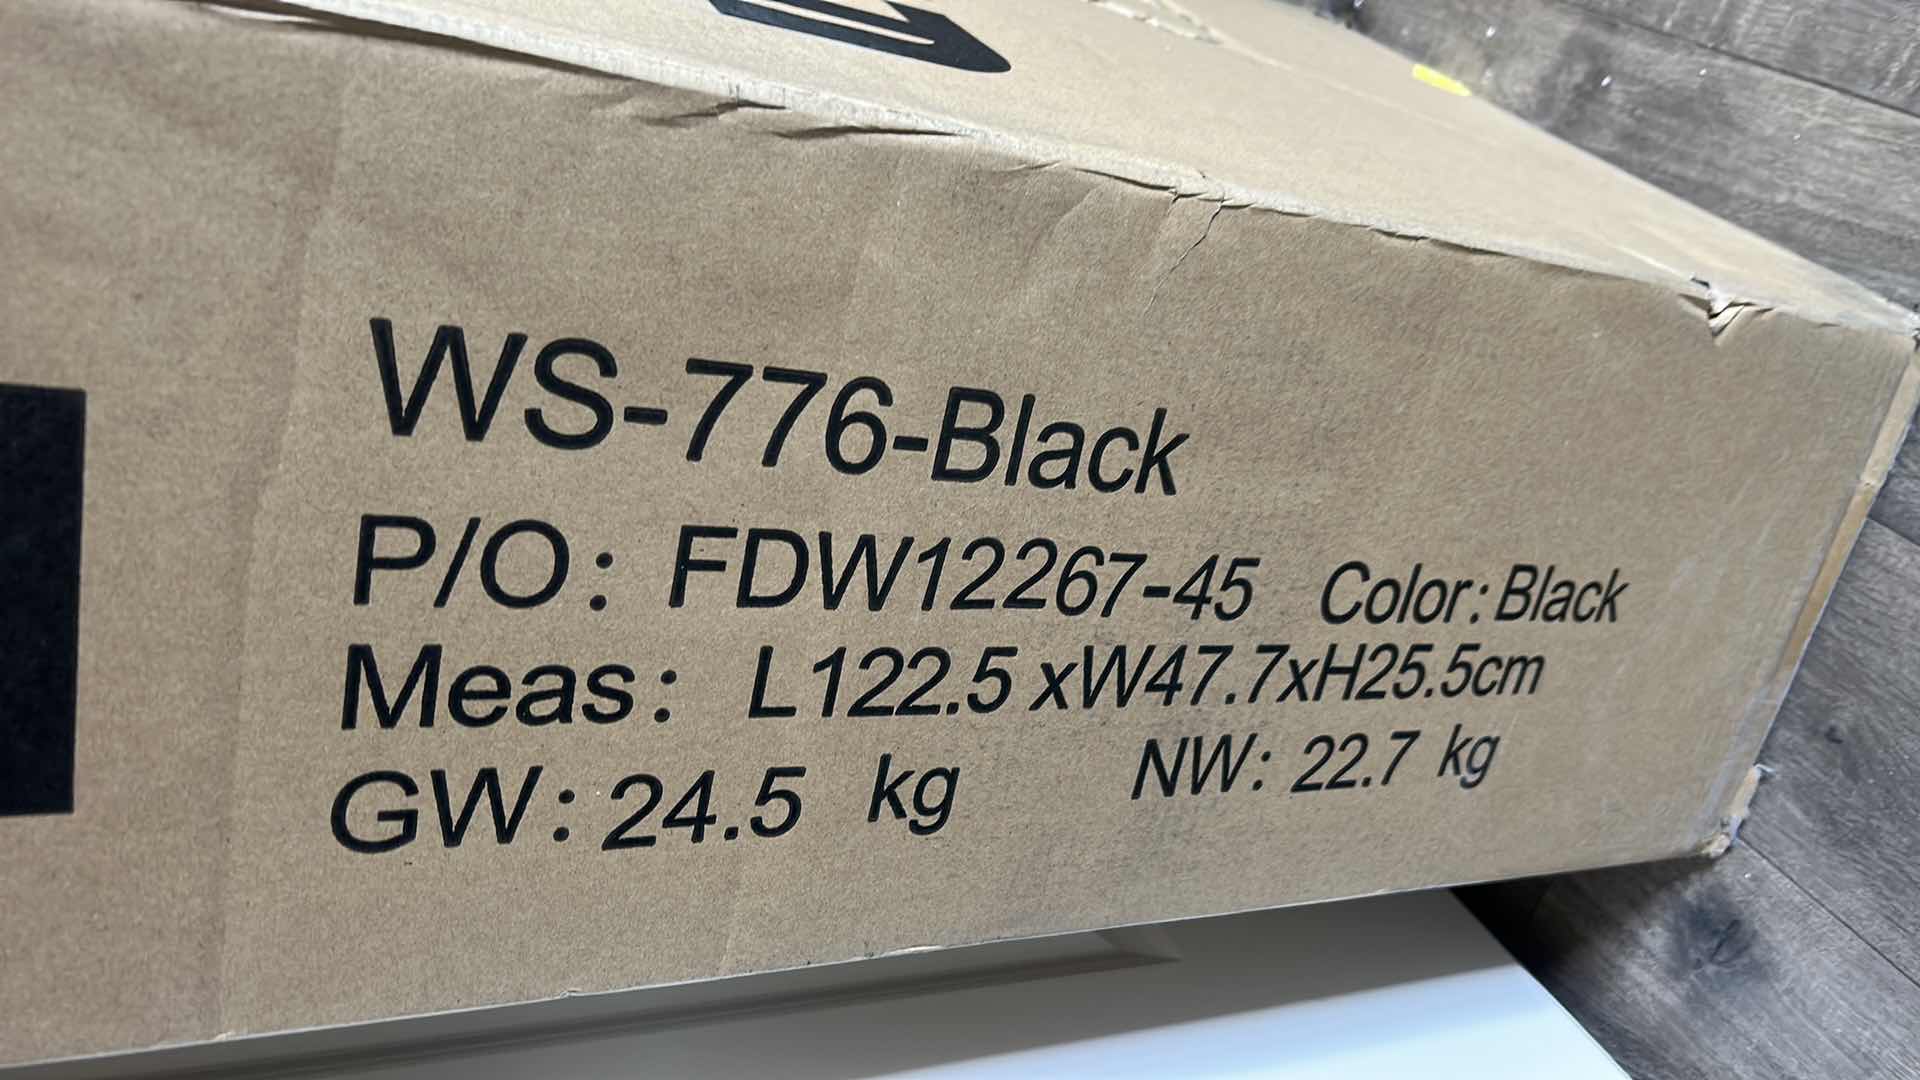 WS-776-Black
P/O: FDW12267-45 Color: Black
Meas: L122.5 xW47.7xH25.5cm
GW: 24.5 kg NW: 22.7 kg